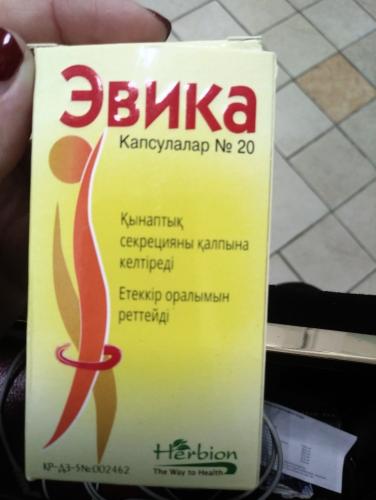 Эвика
Капсулалар № 20
Қынаптық
секрецияны қалпына
келтіреді
Етеккір оралымын
реттейді
Herbion
The Way to Health
ҚР-ДЗ-5№002462